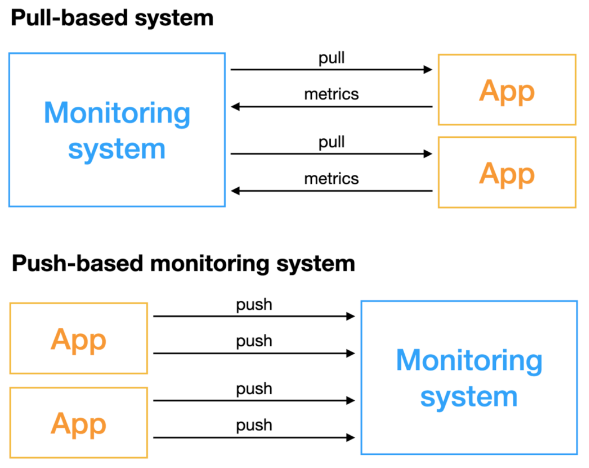 Pull-based system
Monitoring
system
pull
metrics
pull
metrics
App
App
Push-based monitoring system
App
App
push
push
push
push
Monitoring
system